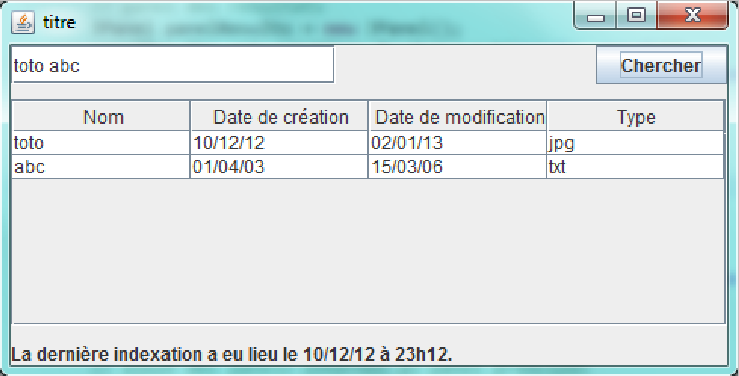 titre
toto abc
Chercher
Nom Date de création Date de modification Type
toto 10/12/12 02/01/13 jpg
abc 01/04/03 15/03/06 txt
La dernière indexation a eu lieu le 10/12/12 à 23h12.